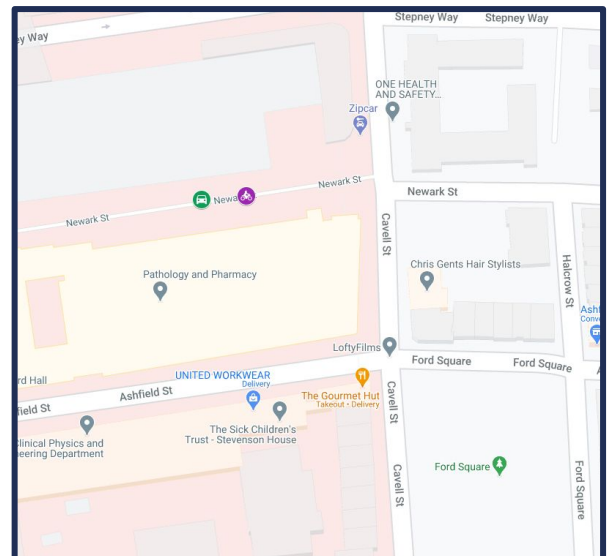 Stepney Way
Stepney Way
ey Way
ONE HEALTH
AND SAFETY...
Zipcar
Newark St
Newa
Newark St
Newark St
Cavell St
Halcrow St
Chris Gents Hair Stylists
Pathology and Pharmacy
Ashf
Conve
LoftyFilms
Ford Square
Ford Square
A
rd Hall
UNITED WORKWEAR
Delivery
The Gourmet Hut
Takeout • Delivery
Ashfield St
field St
Cavell St
The Sick Children's
Trust - Stevenson House
Clinical Physics and
eering Department
Ford Square
Cavell St
Ford Square